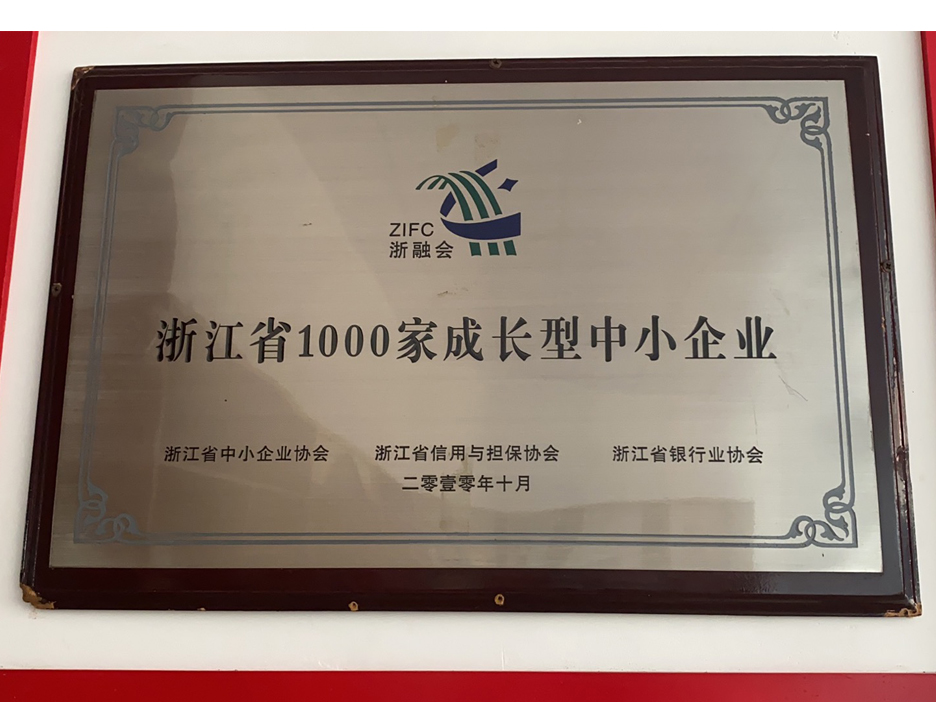 ZIFC
浙融会
浙江省1000家成长型中小企业
浙江省中小企业协会 浙江省信用与担保协会 浙江省银行业协会
二零壹零年十月